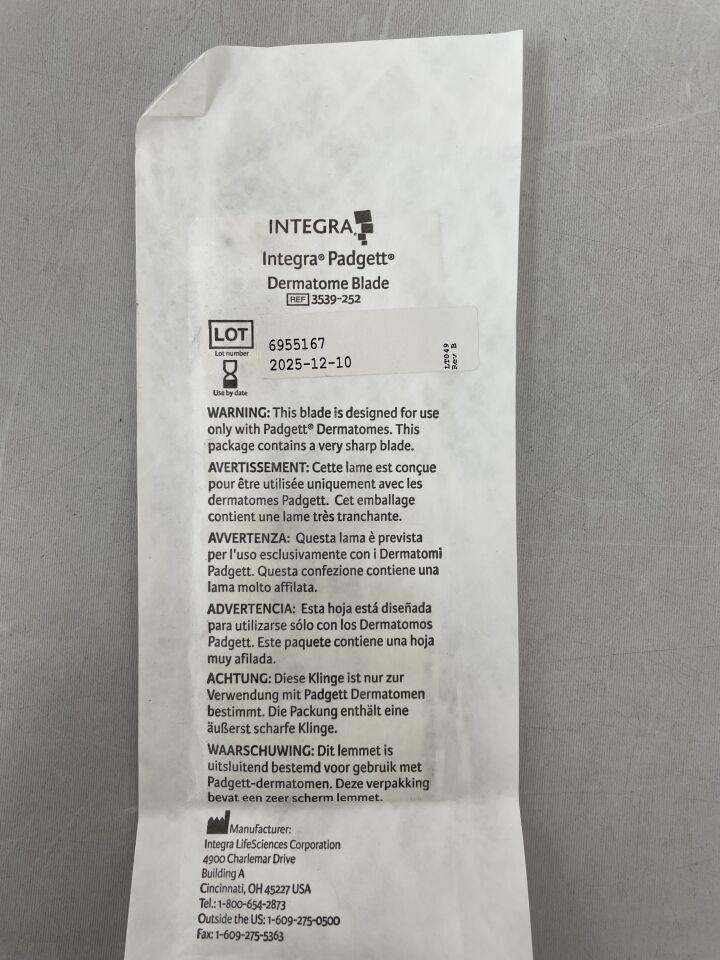 INTEGRA
Integra® Padgett®
Dermatome Blade
REF 3539-252
LOT
Lot number
6955167
2025-12-10
LT049
Rev B
Use by date
WARNING: This blade is designed for use
only with Padgett® Dermatomes. This
package contains a very sharp blade.
AVERTISSEMENT: Cette lame est conçue
pour être utilisée uniquement avec les
dermatomes Padgett. Cet emballage
contient une lame très tranchante.
AVVERTENZA: Questa lama è prevista
per l'uso esclusivamente con i Dermatomi
Padgett. Questa confezione contiene una
lama molto affilata.
ADVERTENCIA: Esta hoja está diseñada
para utilizarse sólo con los Dermatomos
Padgett. Este paquete contiene una hoja
muy afilada.
ACHTUNG: Diese Klinge ist nur zur
Verwendung mit Padgett Dermatomen
bestimmt. Die Packung enthält eine
äußerst scharfe Klinge.
WAARSCHUWING: Dit lemmet is
uitsluitend bestemd voor gebruik met
Padgett-dermatomen. Deze verpakking
bevat een zeer scherm lemmet.
Manufacturer:
Integra LifeSciences Corporation
4900 Charlemar Drive
Building A
Cincinnati, OH 45227 USA
Tel.: 1-800-654-2873
Outside the US: 1-609-275-0500
Fax: 1-609-275-5363